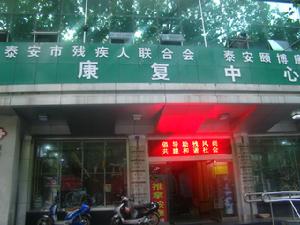 泰安市残疾人联合会 泰安颐博康
康复中心
倡导助残风尚
共建和谐社会